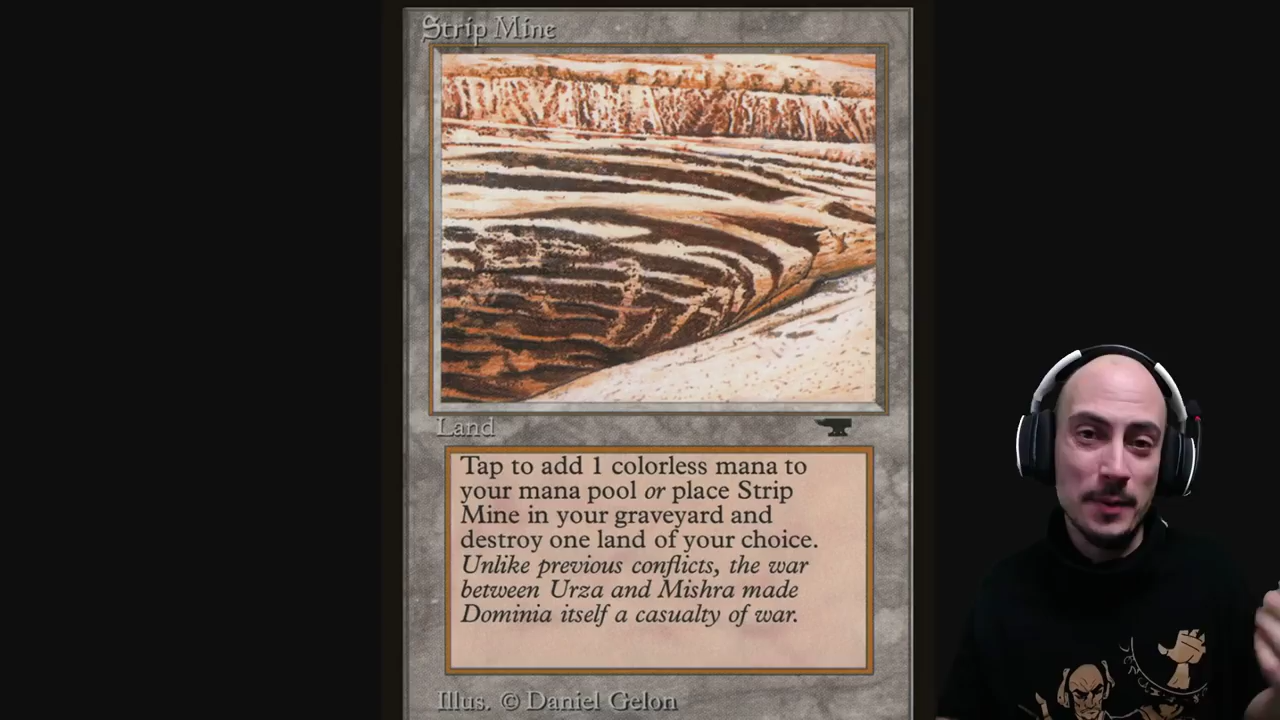 Strip Mine
Land
Tap to add 1 colorless mana to
your mana pool or place Strip
Mine in your graveyard and
destroy one land of your choice.
Unlike previous conflicts, the war
between Urza and Mishra made
Dominia itself a casualty of war.
Illus. © Daniel Gelon